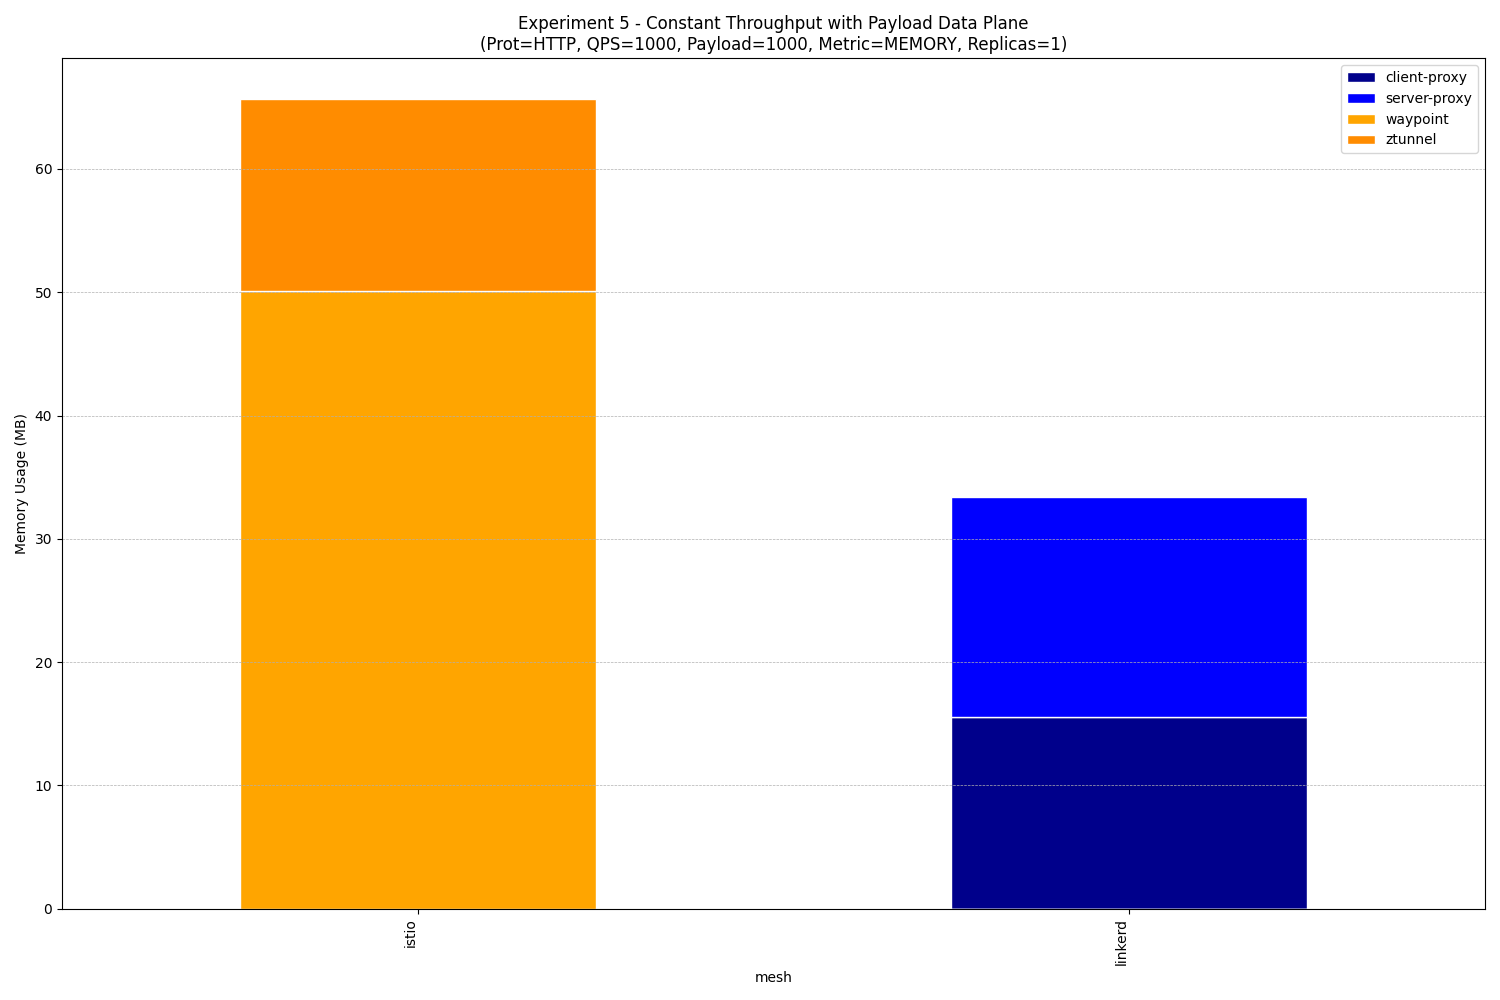 Experiment 5 - Constant Throughput with Payload Data Plane
(Prot=HTTP, QPS=1000, Payload=1000, Metric=MEMORY, Replicas=1)
client-proxy
server-proxy
waypoint
ztunnel
Memory Usage (MB)
60
50
40
30
20
10
0
istio
linkerd
mesh